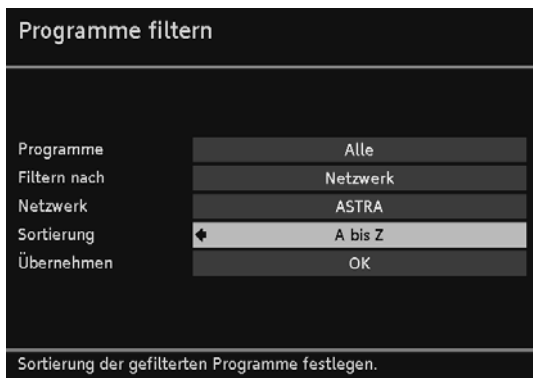 Programme filtern
Programme Alle
Filtern nach Netzwerk
Netzwerk ASTRA
Sortierung A bis Z
Übernehmen OK
Sortierung der gefilterten Programme festlegen.